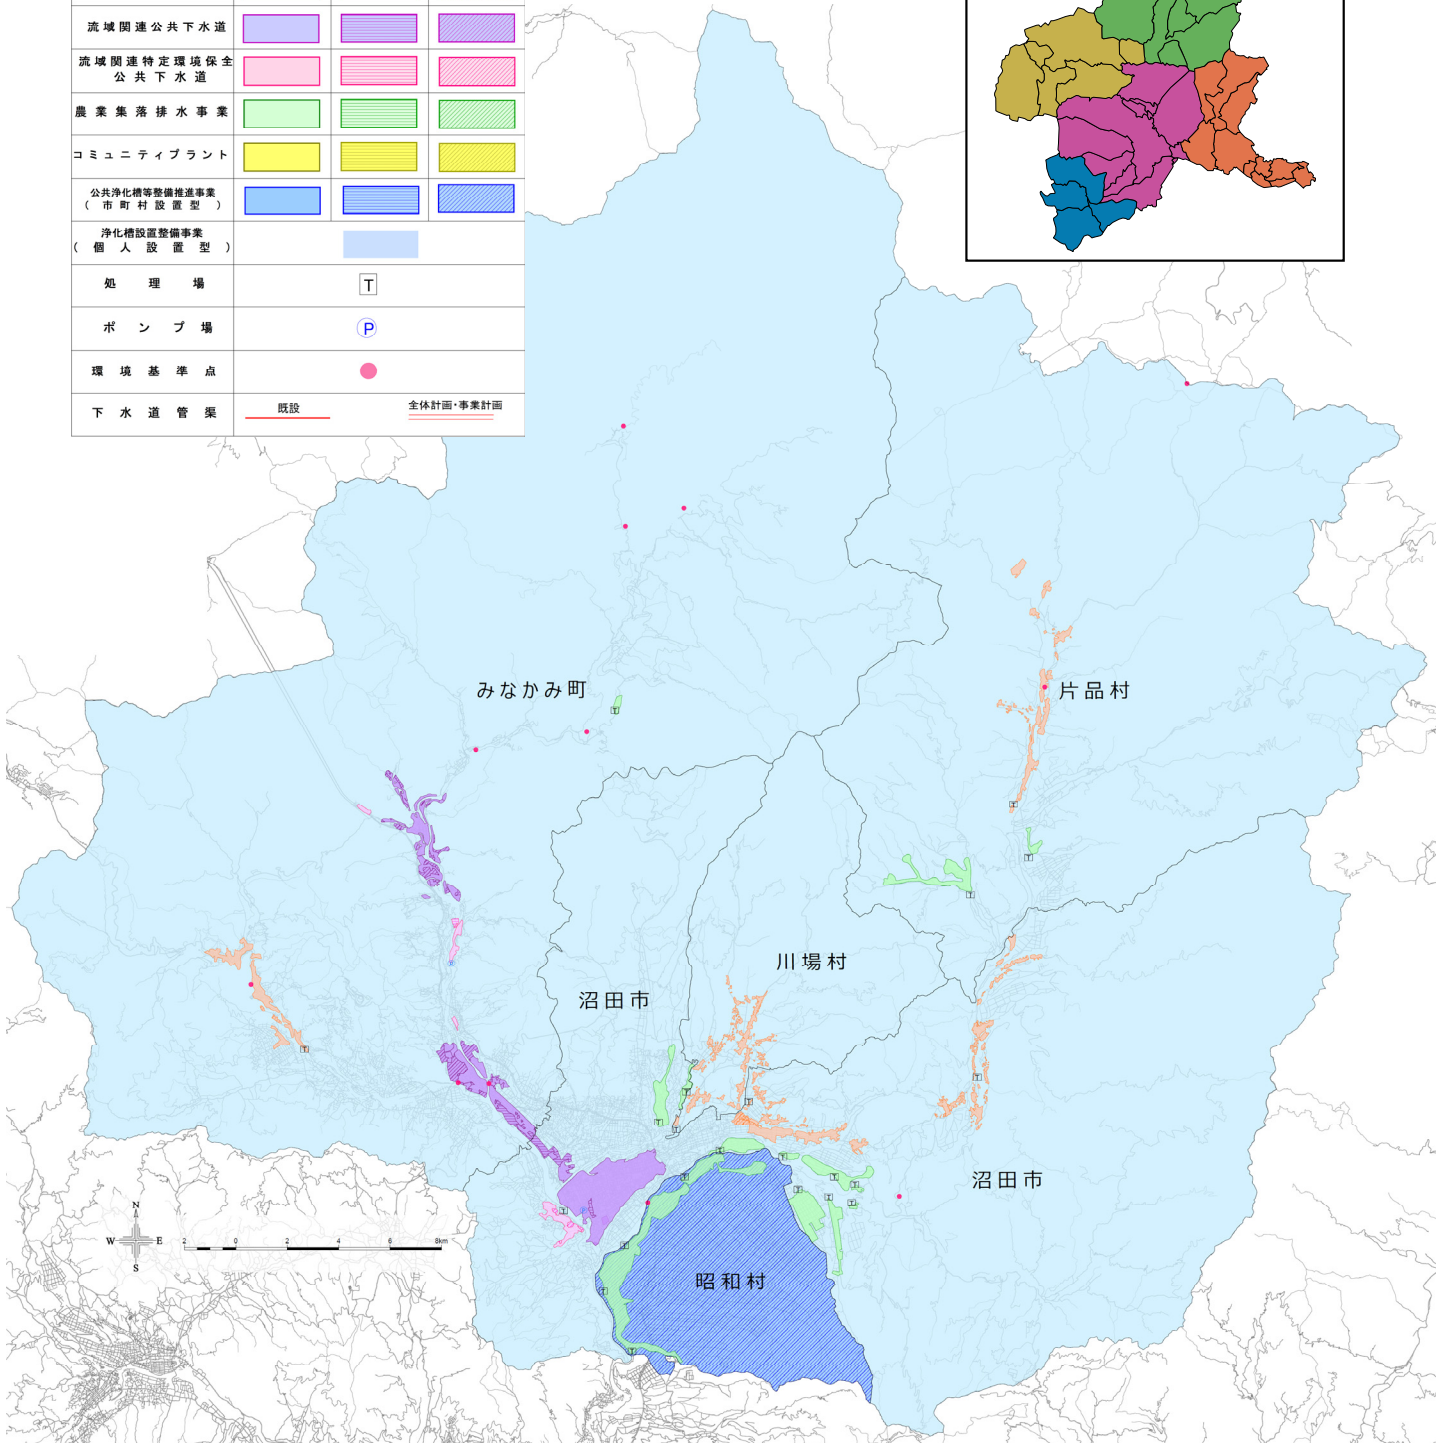 流域関連公共下水道
流域関連特定環境保全
公共下水道
農業集落排水事業
コミュニティプラント
公共浄化槽等整備推進事業
(市町村設置型)
浄化槽設置整備事業
(個人設置型)
処理場
T
ポンプ場
P
環境基準点
下水道管渠
既設
全体計画・事業計画
みなかみ町
片品村
川場村
沼田市
沼田市
昭和村
N
W E
S
2 0 2 4 6 8km